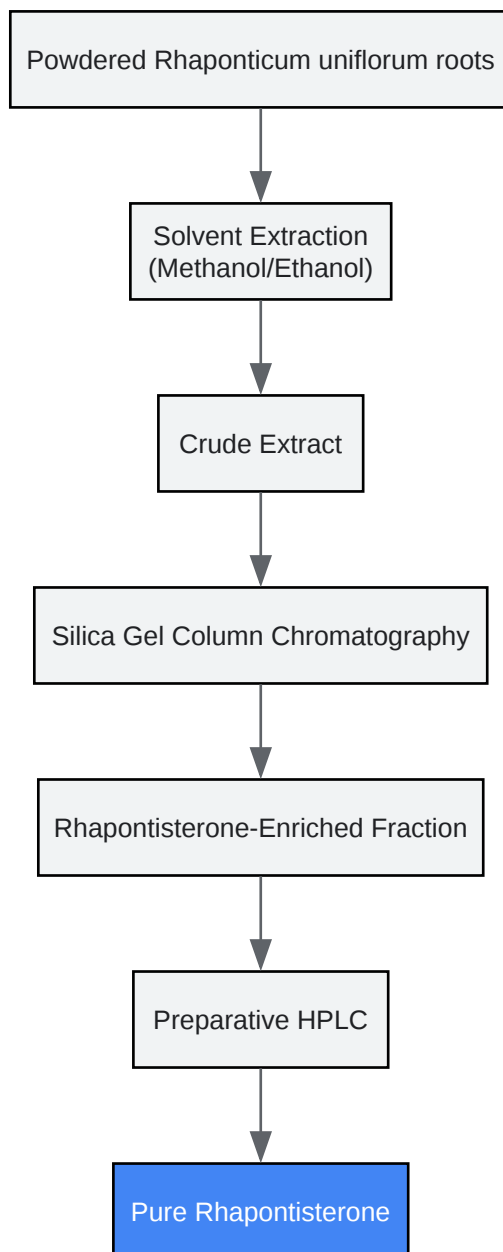 Powdered Rhaponticum uniflorum roots
Solvent Extraction
(Methanol/Ethanol)
Crude Extract
Silica Gel Column Chromatography
Rhapontisterone-Enriched Fraction
Preparative HPLC
Pure Rhapontisterone